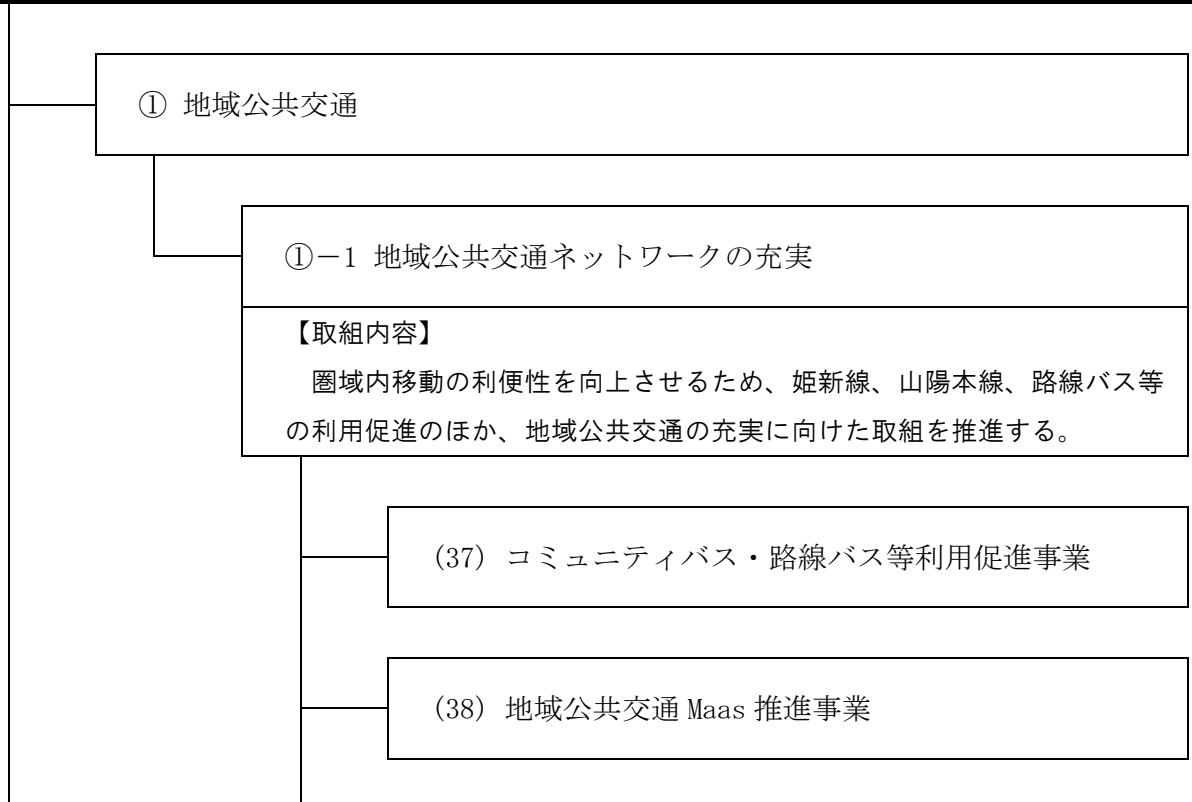 ① 地域公共交通
①－1 地域公共交通ネットワークの充実
【取組内容】
　圏域内移動の利便性を向上させるため、姫新線、山陽本線、路線バス等
の利用促進のほか、地域公共交通の充実に向けた取組を推進する。
(37) コミュニティバス・路線バス等利用促進事業
(38) 地域公共交通 Maas 推進事業